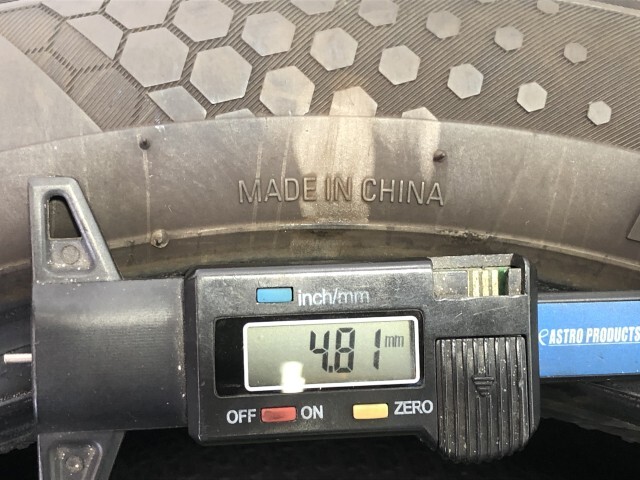 MADE IN CHINA
inch/mm
4.81 mm
OFF ON ZERO
ASTRO PRODUCTS